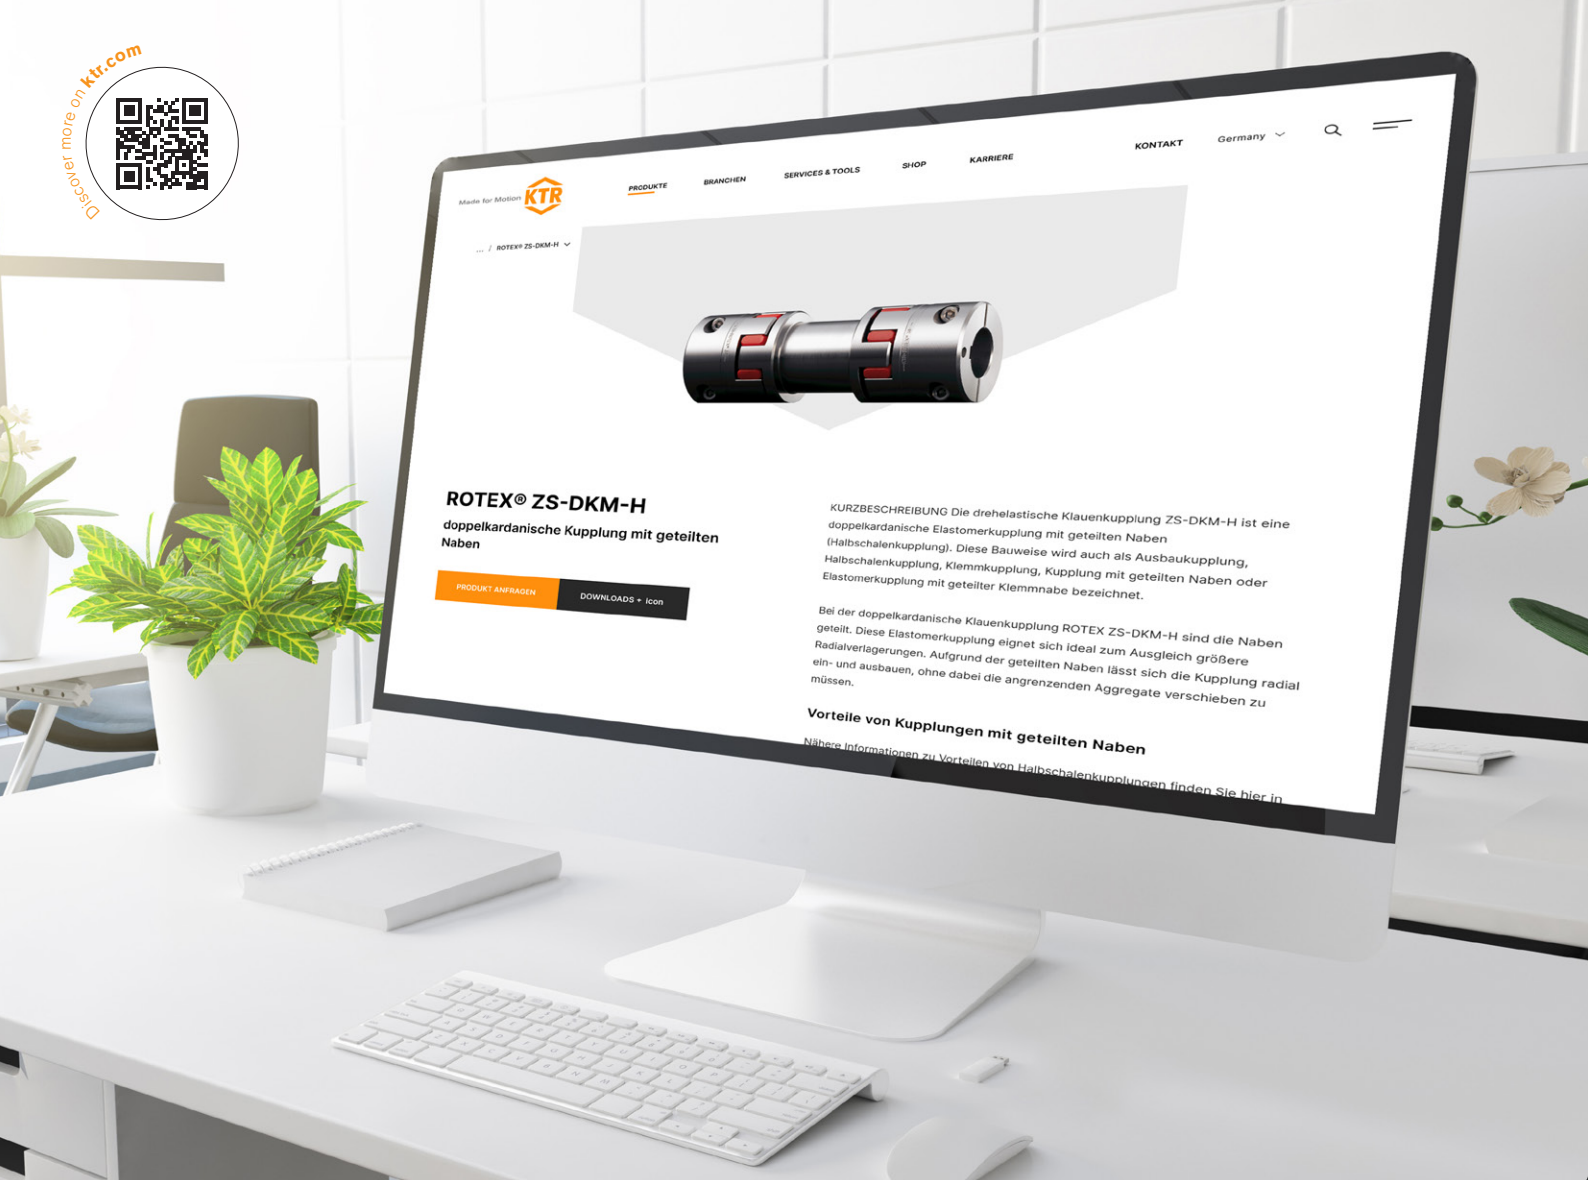 Discover more on ktr.com
Made for Motion KTR
PRODUKTE
BRANCHEN
SERVICES & TOOLS
SHOP
KARRIERE
KONTAKT
Germany
... / ROTEX® ZS-DKM-H
ROTEX® ZS-DKM-H
doppelkardanische Kupplung mit geteilten
Naben
PRODUKT ANFRAGEN
DOWNLOADS + icon
KURZBESCHREIBUNG Die drehelastische Klauenkupplung ZS-DKM-H ist eine
doppelkardanische Elastomerkupplung mit geteilten Naben
(Halbschalenkupplung). Diese Bauweise wird auch als Ausbaukupplung,
Halbschalenkupplung, Klemmkupplung, Kupplung mit geteilten Naben oder
Elastomerkupplung mit geteilter Klemmnabe bezeichnet.
Bei der doppelkardanische Klauenkupplung ROTEX ZS-DKM-H sind die Naben
geteilt. Diese Elastomerkupplung eignet sich ideal zum Ausgleich größere
Radialverlagerungen. Aufgrund der geteilten Naben lässt sich die Kupplung radial
ein- und ausbauen, ohne dabei die angrenzenden Aggregate verschieben zu
müssen.
Vorteile von Kupplungen mit geteilten Naben
Nähere Informationen zu Vorteilen von Halbschalenkupplungen finden Sie hier in